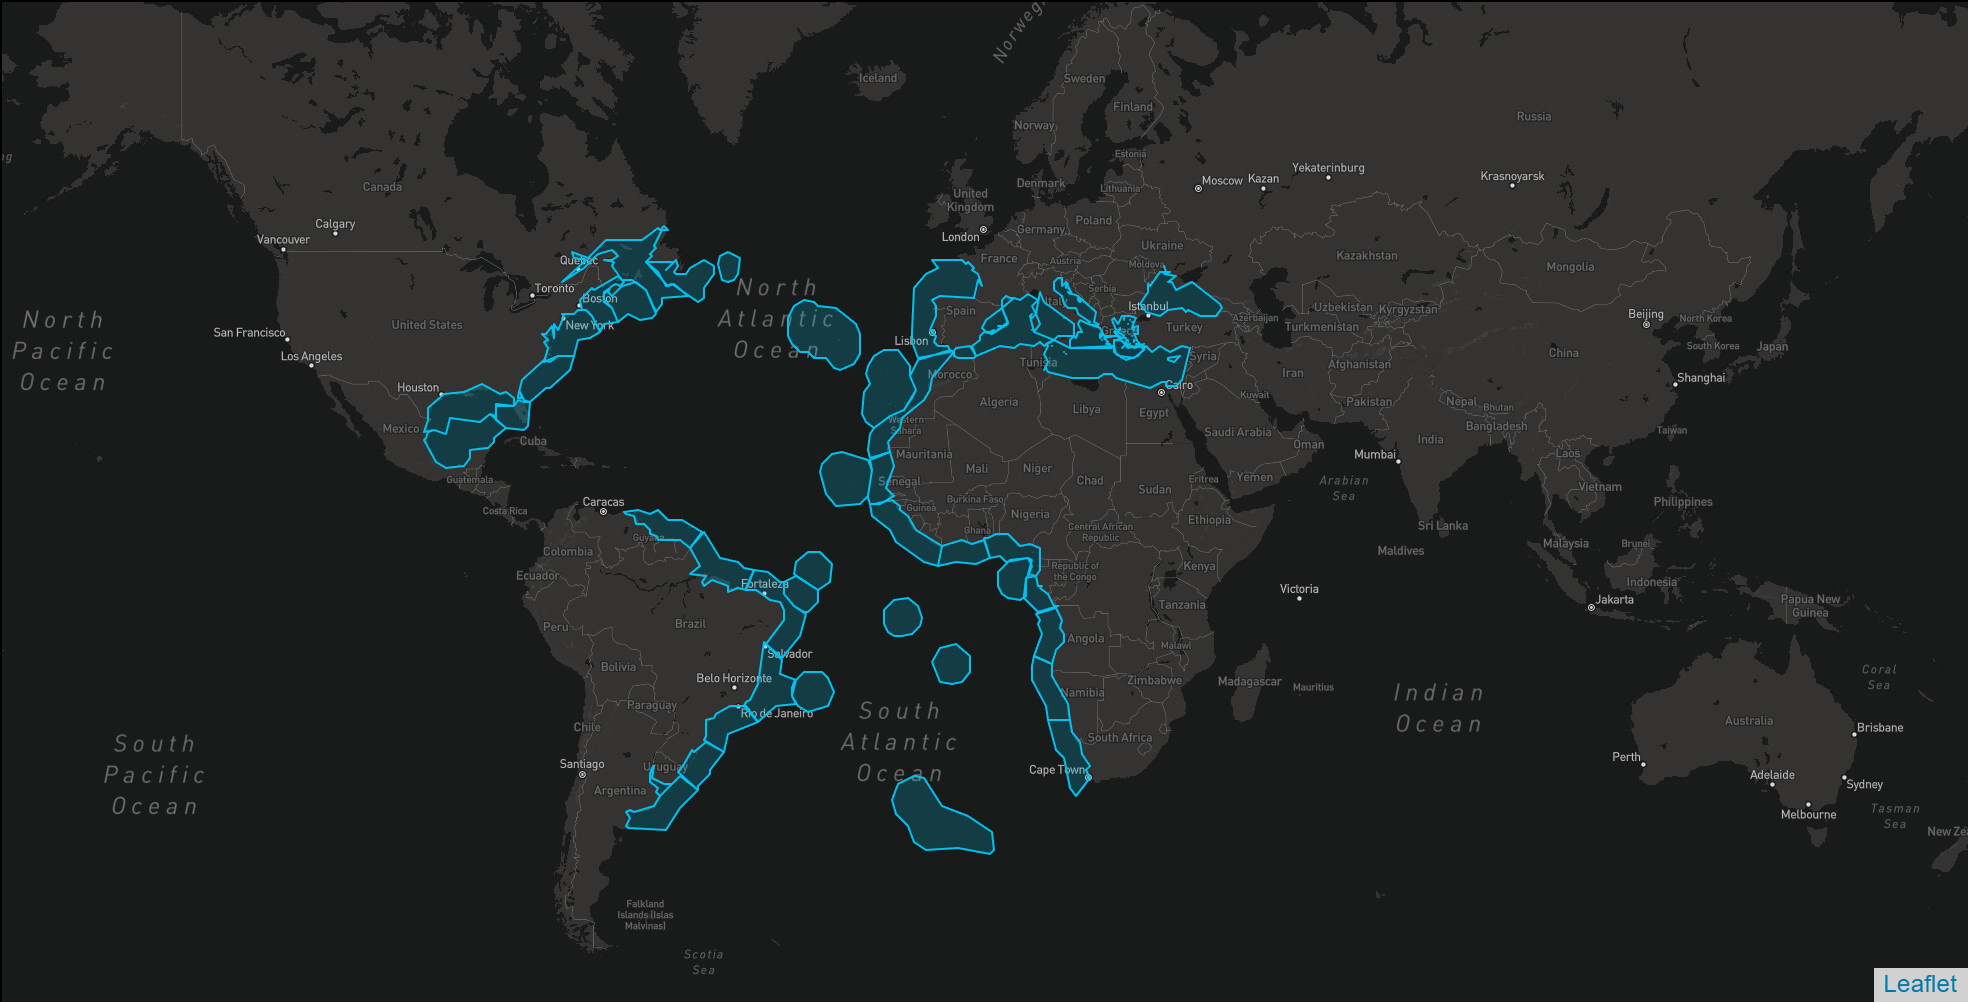 Norweg
Iceland
Sweden
Finland
Norway
Russia
Estonia
Canada
Denmark
Lithuania
Moscow
Kazan
Yekaterinburg
Krasnoyarsk
United
Kingdom
Poland
Calgary
Vancouver
London
Germany
Ukraine
Kazakhstan
Mongolia
Quebec
France
Austria
Moldova
Serbia
Toronto
Boston
North
Atlantic
Ocean
Spain
Italy
Istanbul
Uzbekistan
Kyrgyzstan
Beijing
North Korea
North
Pacific
Ocean
San Francisco
United States
New York
Lisbon
Greece
Turkey
Azerbaijan
Turkmenistan
South Korea
Japan
Los Angeles
Tunisia
Syria
China
Morocco
Iran
Afghanistan
Shanghai
Houston
Cairo
Algeria
Libya
Egypt
Kuwait
Pakistan
Nepal
Bhutan
Mexico
Cuba
Western
Sahara
Saudi Arabia
Oman
India
Bangladesh
Taiwan
Mauritania
Mali
Niger
Chad
Sudan
Mumbai
Laos
Guatemala
Senegal
Eritrea
Yemen
Arabian
Sea
Vietnam
Philippines
Costa Rica
Caracas
Burkina Faso
Guinea
Nigeria
Ghana
Central African
Republic
Ethiopia
Sri Lanka
Guyana
Colombia
Maldives
Malaysia
Brunei
Ecuador
Fortaleza
Republic of
the Congo
Kenya
Victoria
Indonesia
Jakarta
Papua New
Guinea
Peru
Brazil
Tanzania
Salvador
Angola
Malawi
Bolivia
Belo Horizonte
Zimbabwe
Namibia
Madagascar
Mauritius
Coral
Sea
Indian
Ocean
Paraguay
Rio de Janeiro
South
Atlantic
Ocean
Chile
South Africa
Australia
Brisbane
South
Pacific
Ocean
Santiago
Uruguay
Cape Town
Perth
Adelaide
Sydney
Argentina
Melbourne
Tasman
Sea
New Ze
Falkland
Islands (Islas
Malvinas)
Scotia
Sea
Leaflet